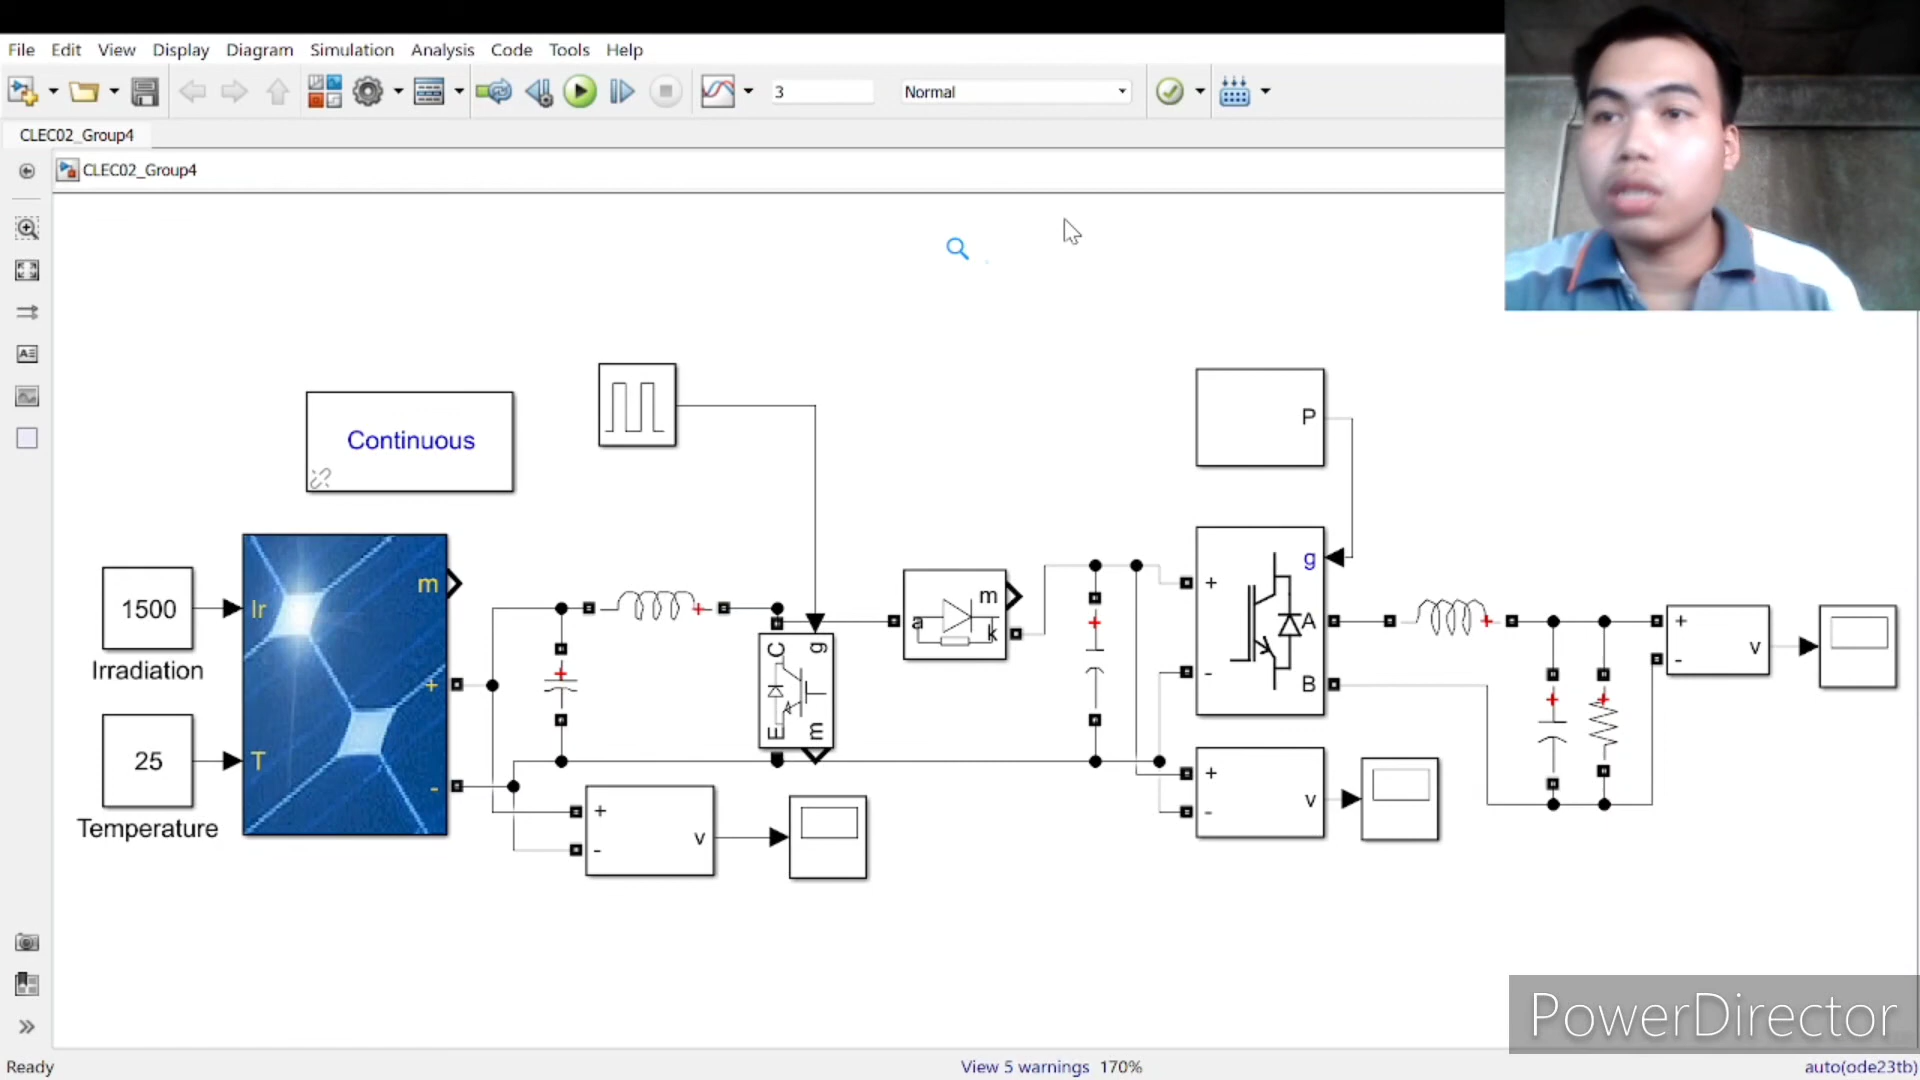 File Edit View Display Diagram Simulation Analysis Code Tools Help
3 Normal
CLEC02_Group4
CLEC02_Group4
Continuous
P
1500
Irradiation
25
Temperature
Ir
T
m
+
-
C
g
E
m
m
a
k
g
+
A
-
B
+
-
v
+
-
v
+
-
v
PowerDirector
Ready View 5 warnings 170% auto(ode23tb)